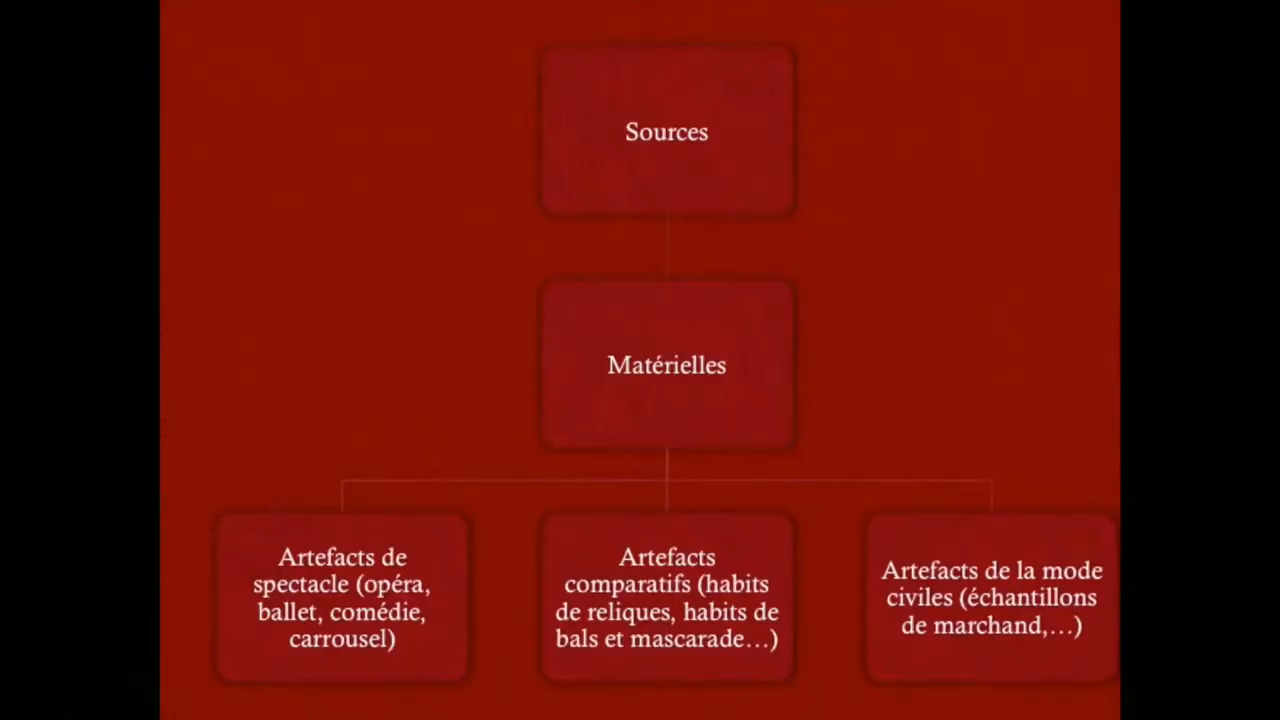 Sources
Matérielles
Artefacts de
spectacle (opéra,
ballet, comédie,
carrousel)
Artefacts
comparatifs (habits
de reliques, habits de
bals et mascarade...)
Artefacts de la mode
civiles (échantillons
de marchand,...)